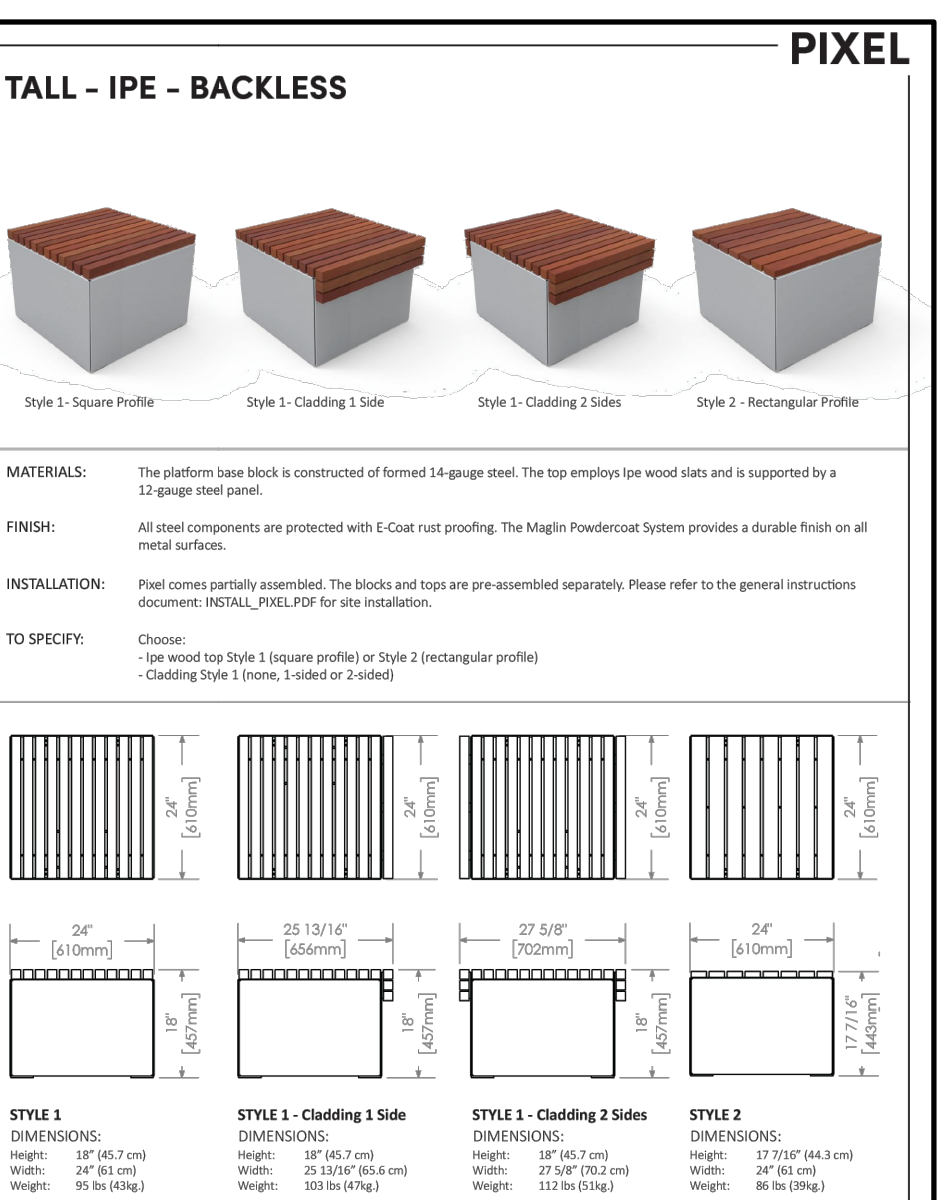 PIXEL
TALL - IPE - BACKLESS
Style 1- Square Profile
Style 1- Cladding 1 Side
Style 1- Cladding 2 Sides
Style 2 - Rectangular Profile
MATERIALS:
The platform base block is constructed of formed 14-gauge steel. The top employs Ipe wood slats and is supported by a
12-gauge steel panel.
FINISH:
All steel components are protected with E-Coat rust proofing. The Maglin Powdercoat System provides a durable finish on all
metal surfaces.
INSTALLATION:
Pixel comes partially assembled. The blocks and tops are pre-assembled separately. Please refer to the general instructions
document: INSTALL_PIXEL.PDF for site installation.
TO SPECIFY:
Choose:
- Ipe wood top Style 1 (square profile) or Style 2 (rectangular profile)
- Cladding Style 1 (none, 1-sided or 2-sided)
24"
[610mm]
24"
[610mm]
24"
[610mm]
24"
[610mm]
24"
[610mm]
18"
[457mm]
25 13/16"
[656mm]
18"
[457mm]
27 5/8"
[702mm]
18"
[457mm]
24"
[610mm]
17 7/16"
[443mm]
STYLE 1
DIMENSIONS:
Height: 18” (45.7 cm)
Width: 24” (61 cm)
Weight: 95 lbs (43kg.)
STYLE 1 - Cladding 1 Side
DIMENSIONS:
Height: 18” (45.7 cm)
Width: 25 13/16” (65.6 cm)
Weight: 103 lbs (47kg.)
STYLE 1 - Cladding 2 Sides
DIMENSIONS:
Height: 18” (45.7 cm)
Width: 27 5/8” (70.2 cm)
Weight: 112 lbs (51kg.)
STYLE 2
DIMENSIONS:
Height: 17 7/16” (44.3 cm)
Width: 24” (61 cm)
Weight: 86 lbs (39kg.)